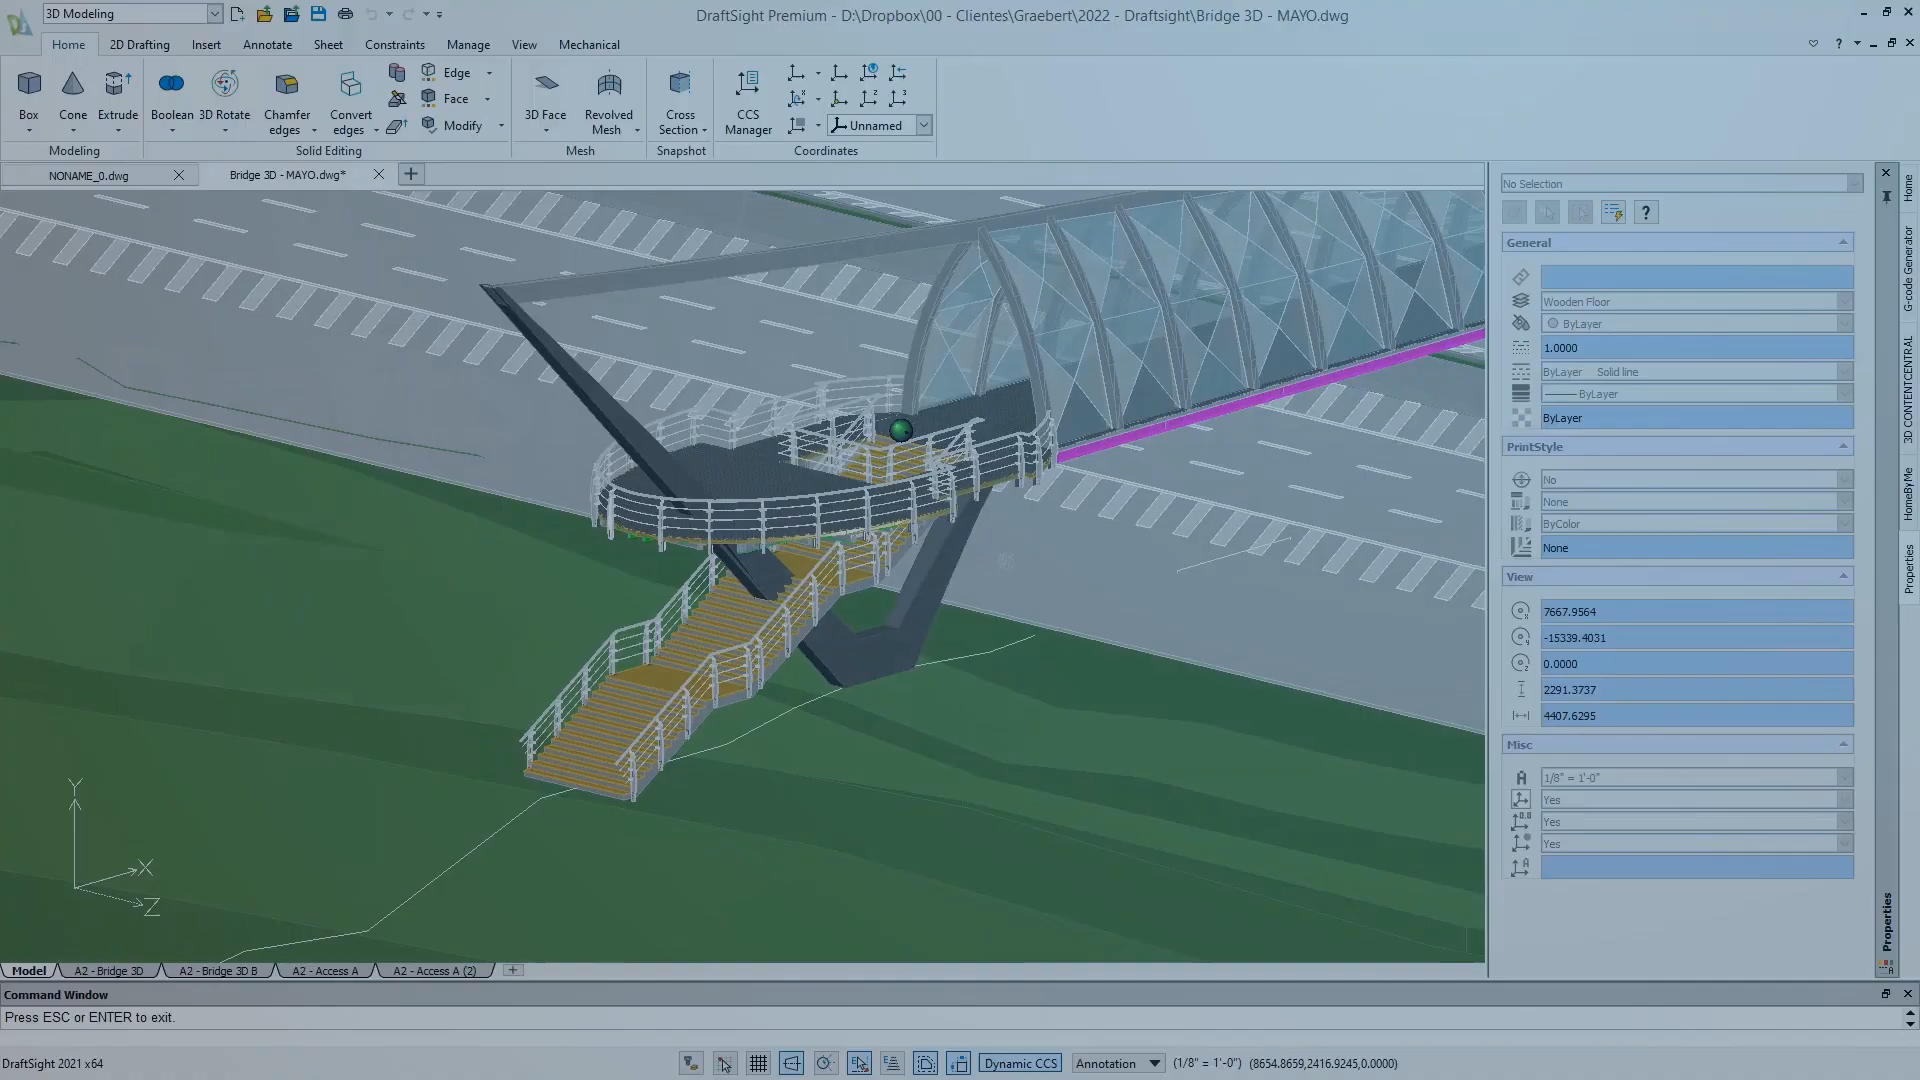 3D Modeling
DraftSight Premium - D:\Dropbox\00 - Clientes\Graebert\2022 - Draftsight\Bridge 3D - MAYO.dwg
Home 2D Drafting Insert Annotate Sheet Constraints Manage View Mechanical
Box Cone Extrude Boolean 3D Rotate Chamfer edges Convert edges Edge Face Modify 3D Face Revolved Mesh Cross Section CCS Manager Unnamed
Modeling Solid Editing Mesh Snapshot Coordinates
NONAME_0.dwg Bridge 3D - MAYO.dwg*
No Selection
General
Wooden Floor
ByLayer
1.0000
ByLayer Solid line
ByLayer
ByLayer
PrintStyle
No
None
ByColor
None
View
7667.9564
-15339.4031
0.0000
2291.3737
4407.6295
Misc
1/8" = 1'-0"
Yes
Yes
Yes
Home
G-code Generator
3D CONTENTCENTRAL
HomeByMe
Properties
Properties
Y
X
Z
Model A2 - Bridge 3D A2 - Bridge 3D B A2 - Access A A2 - Access A (2)
Command Window
Press ESC or ENTER to exit.
DraftSight 2021 x64 Dynamic CCS Annotation (1/8" = 1'-0") (8654.8659,2416.9245,0.0000)